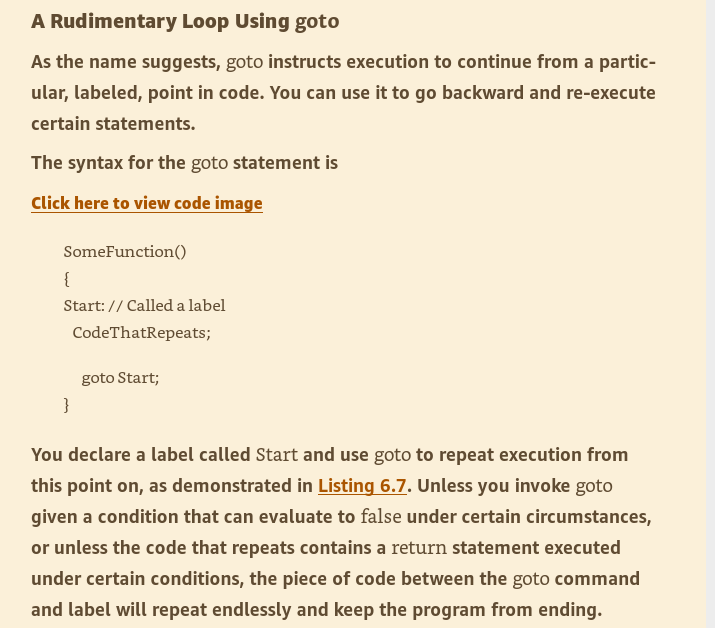 A Rudimentary Loop Using goto
As the name suggests, goto instructs execution to continue from a partic-
ular, labeled, point in code. You can use it to go backward and re-execute
certain statements.
The syntax for the goto statement is
Click here to view code image
SomeFunction()
{
Start: // Called a label
CodeThatRepeats;
goto Start;
}
You declare a label called Start and use goto to repeat execution from
this point on, as demonstrated in Listing 6.7. Unless you invoke goto
given a condition that can evaluate to false under certain circumstances,
or unless the code that repeats contains a return statement executed
under certain conditions, the piece of code between the goto command
and label will repeat endlessly and keep the program from ending.